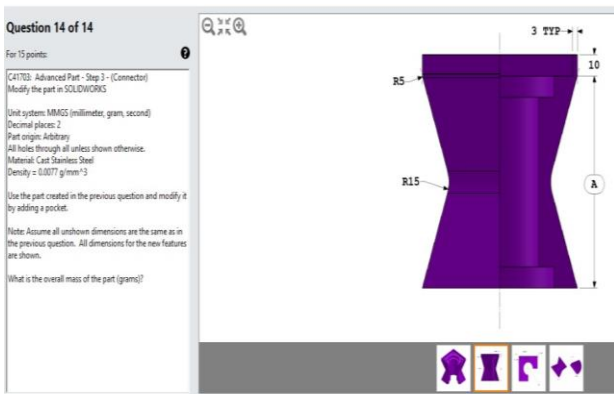 Question 14 of 14
For 15 points:
?
C41703: Advanced Part - Step 3 - (Connector)
Modify the part in SOLIDWORKS
Unit system: MMGS (millimeter, gram, second)
Decimal places: 2
Part origin: Arbitrary
All holes through all unless shown otherwise.
Material: Cast Stainless Steel
Density = 0.0077 g/mm^3
Use the part created in the previous question and modify it
by adding a pocket.
Note: Assume all unshown dimensions are the same as in
the previous question. All dimensions for the new features
are shown.
What is the overall mass of the part (grams)?
3 TYP
10
R5
R15
A